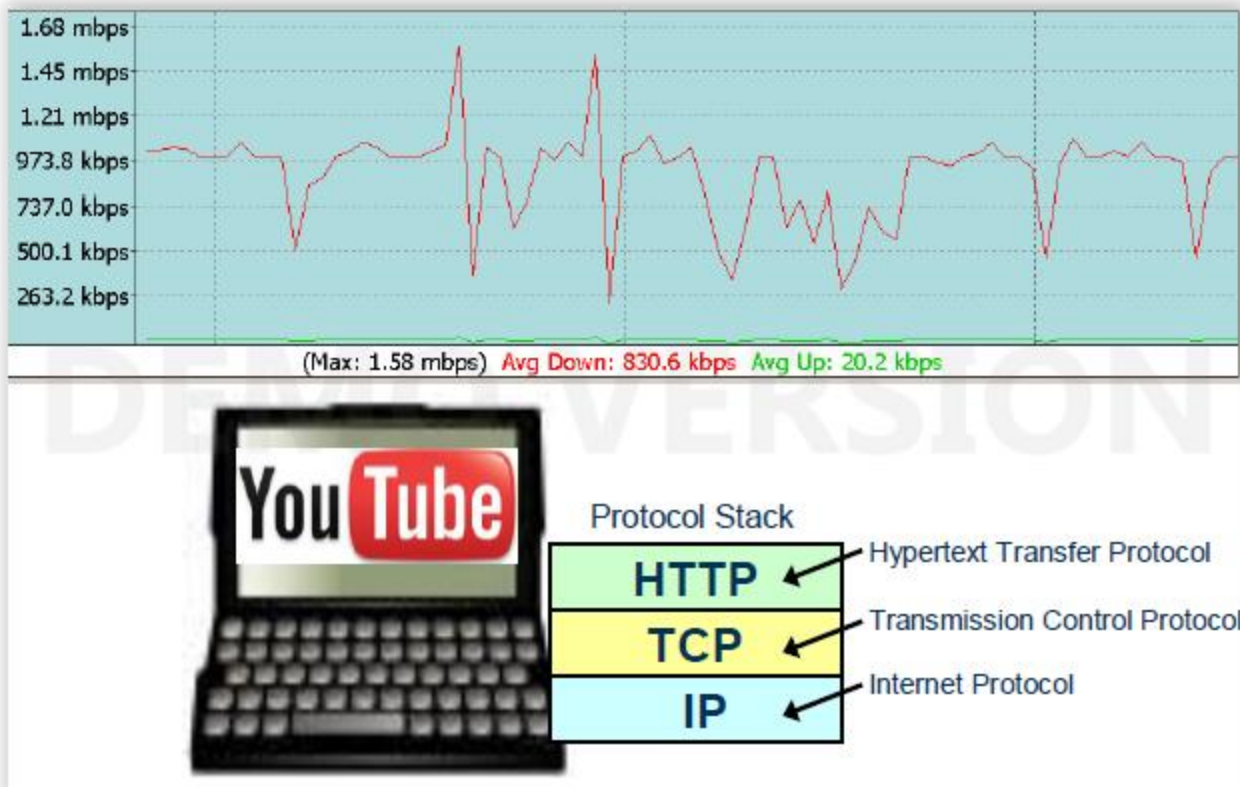 1.68 mbps
1.45 mbps
1.21 mbps
973.8 kbps
737.0 kbps
500.1 kbps
263.2 kbps
(Max: 1.58 mbps) Avg Down: 830.6 kbps Avg Up: 20.2 kbps
DEMO VERSION
YouTube
Protocol Stack
HTTP
Hypertext Transfer Protocol
TCP
Transmission Control Protocol
IP
Internet Protocol